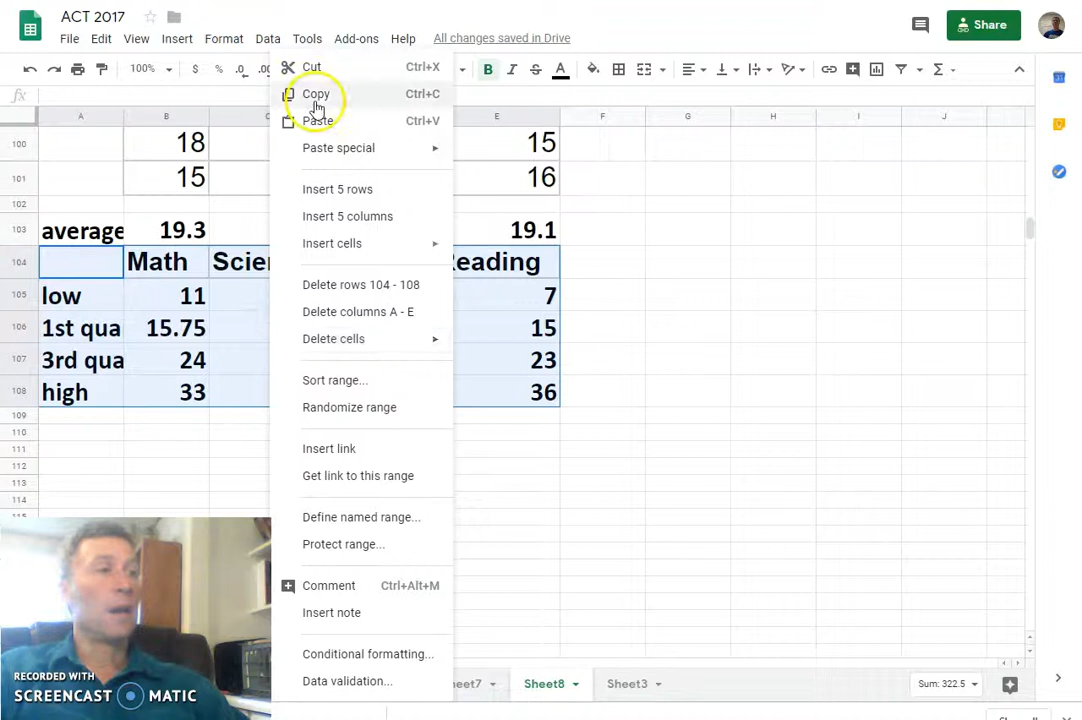 ACT 2017
File Edit View Insert Format Data Tools Add-ons Help All changes saved in Drive
Share
100% $ % .0 .00 B I S A Σ
fx
Cut Ctrl+X
Copy Ctrl+C
Paste Ctrl+V
Paste special
Insert 5 rows
Insert 5 columns
Insert cells
Delete rows 104 - 108
Delete columns A - E
Delete cells
Sort range...
Randomize range
Insert link
Get link to this range
Define named range...
Protect range...
Comment Ctrl+Alt+M
Insert note
Conditional formatting...
Data validation...
A B E F G H I J
100 18 15
101 15 16
102
103 average 19.3 19.1
104 Math Scien Reading
105 low 11 7
106 1st qua 15.75 15
107 3rd qua 24 23
108 high 33 36
109
110
111
112
113
114
RECORDED WITH
SCREENCAST MATIC
heet7 Sheet8 Sheet3 Sum: 322.5